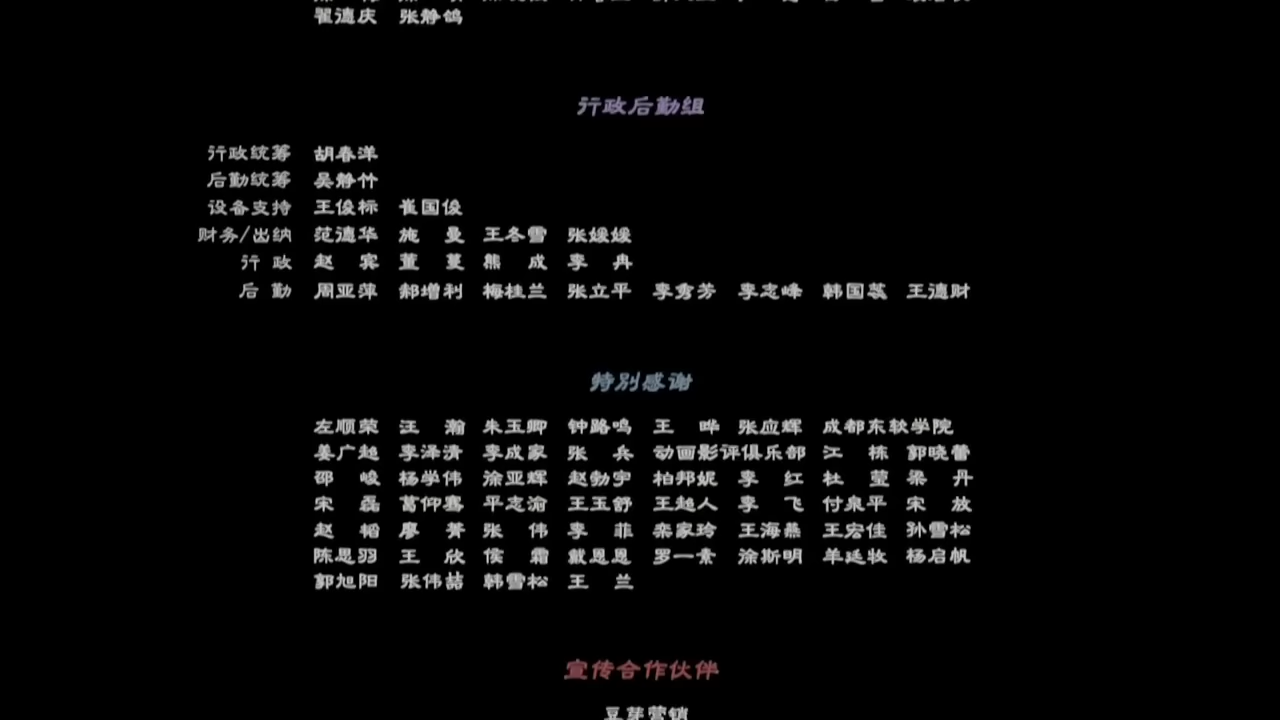 翟德庆 张静鸽
行政后勤组
行政统筹 胡春洋
后勤统筹 吴静竹
设备支持 王俊标 崔国俊
财务/出纳 范德华 施曼 王冬雪 张媛媛
行政 赵宾 董蔓 熊成 李冉
后勤 周亚萍 郝增利 梅桂兰 张立平 李秀芳 李志峰 韩国蕊 王德财
特别感谢
左顺荣 汪瀚 朱玉卿 钟路鸣 王晔 张应辉 成都东软学院
姜广超 李泽清 李成家 张兵 动画影评俱乐部 江栋 郭晓蕾
邵峻 杨学伟 涂亚辉 赵勃宇 柏邦妮 李红 杜莹 梁丹
宋磊 葛仰骞 平志渝 王玉舒 王超人 李飞 付泉平 宋放
赵韬 廖菁 张伟 李菲 栾家玲 王海燕 王宏佳 孙雪松
陈思羽 王欣 侯霜 戴恩恩 罗一素 涂斯明 羊廷牧 杨启帆
郭旭阳 张伟喆 韩雪松 王兰
宣传合作伙伴
豆芽营销